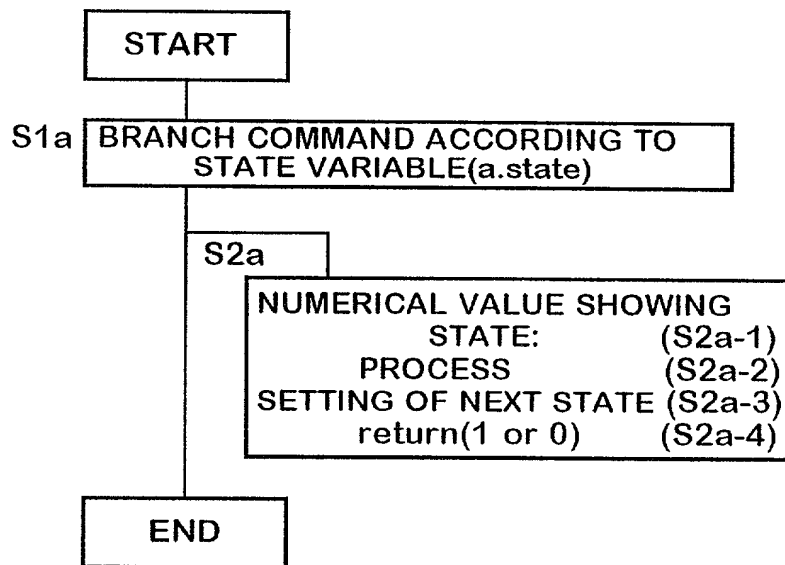 START
S1a BRANCH COMMAND ACCORDING TO
STATE VARIABLE(a.state)
S2a
NUMERICAL VALUE SHOWING
STATE: (S2a-1)
PROCESS (S2a-2)
SETTING OF NEXT STATE (S2a-3)
return(1 or 0) (S2a-4)
END